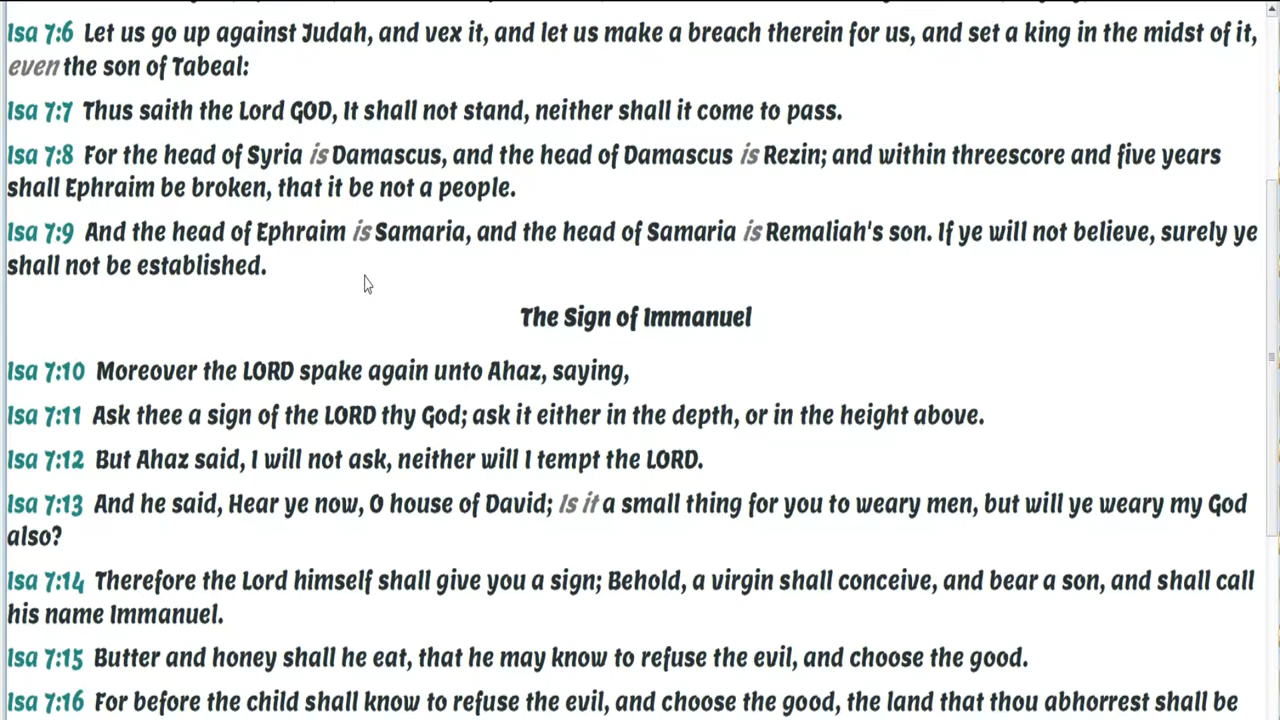 Isa 7:6 Let us go up against Judah, and vex it, and let us make a breach therein for us, and set a king in the midst of it,
even the son of Tabeal:
Isa 7:7 Thus saith the Lord GOD, It shall not stand, neither shall it come to pass.
Isa 7:8 For the head of Syria is Damascus, and the head of Damascus is Rezin; and within threescore and five years
shall Ephraim be broken, that it be not a people.
Isa 7:9 And the head of Ephraim is Samaria, and the head of Samaria is Remaliah's son. If ye will not believe, surely ye
shall not be established.
The Sign of Immanuel
Isa 7:10 Moreover the LORD spake again unto Ahaz, saying,
Isa 7:11 Ask thee a sign of the LORD thy God; ask it either in the depth, or in the height above.
Isa 7:12 But Ahaz said, I will not ask, neither will I tempt the LORD.
Isa 7:13 And he said, Hear ye now, O house of David; Is it a small thing for you to weary men, but will ye weary my God
also?
Isa 7:14 Therefore the Lord himself shall give you a sign; Behold, a virgin shall conceive, and bear a son, and shall call
his name Immanuel.
Isa 7:15 Butter and honey shall he eat, that he may know to refuse the evil, and choose the good.
Isa 7:16 For before the child shall know to refuse the evil, and choose the good, the land that thou abhorrest shall be